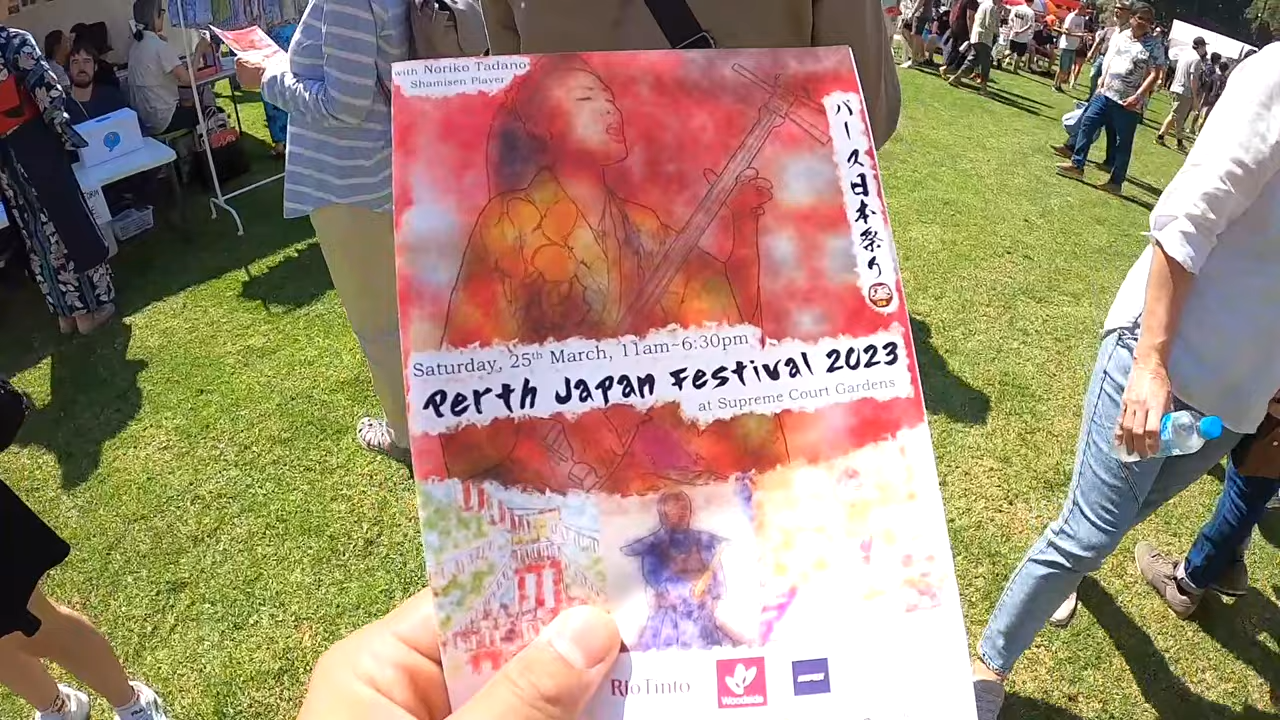 with Noriko Tadano
Shamisen Player
パース日本祭り
Saturday, 25th March, 11am~6:30pm
Perth Japan Festival 2023
at Supreme Court Gardens
RioTinto
Woodside